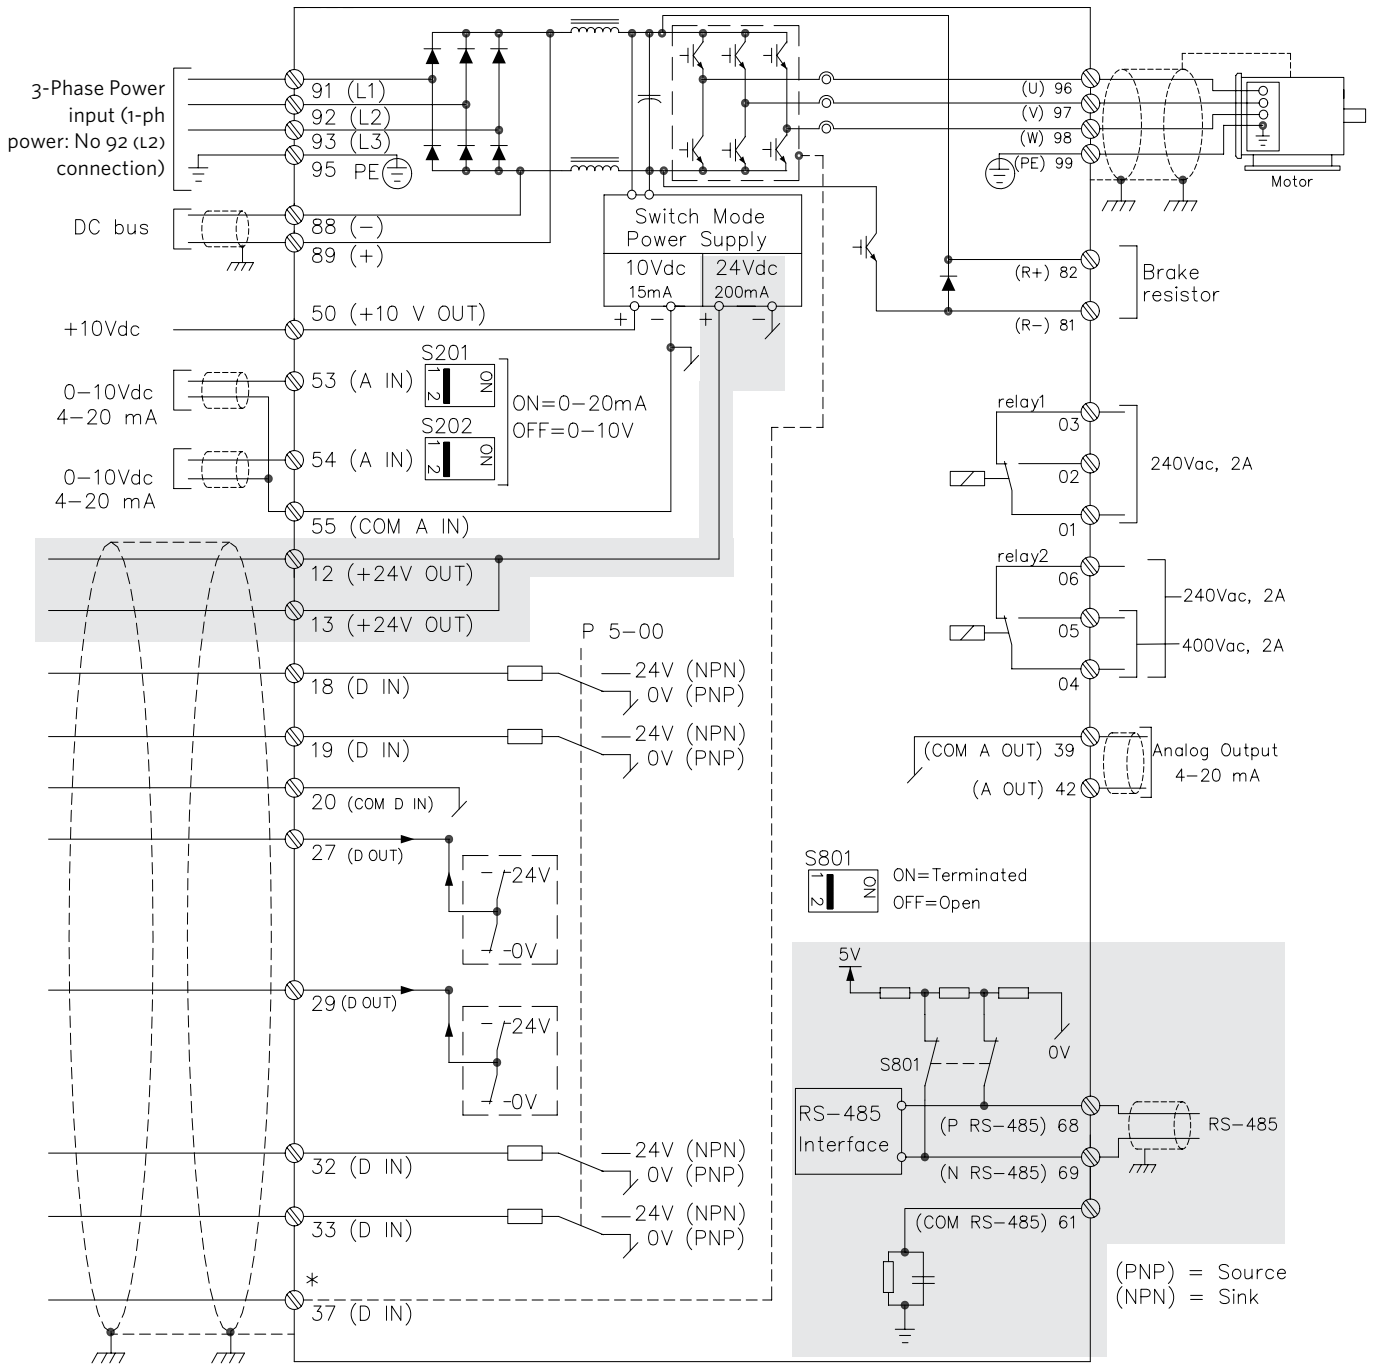 3-Phase Power
input (1-ph
power: No 92 (L2)
connection)
91 (L1)
92 (L2)
93 (L3)
95 PE
DC bus
88 (−)
89 (+)
+10Vdc
50 (+10 V OUT)
0−10Vdc
4−20 mA
53 (A IN)
0−10Vdc
4−20 mA
54 (A IN)
55 (COM A IN)
S201
1 2
ON
S202
1 2
ON
ON=0−20mA
OFF=0−10V
Switch Mode
Power Supply
10Vdc
15mA
24Vdc
200mA
+ − + −
12 (+24V OUT)
13 (+24V OUT)
P 5-00
18 (D IN)
24V (NPN)
0V (PNP)
19 (D IN)
24V (NPN)
0V (PNP)
20 (COM D IN)
27 (D OUT)
24V
0V
29 (D OUT)
24V
0V
32 (D IN)
24V (NPN)
0V (PNP)
33 (D IN)
24V (NPN)
0V (PNP)
*
37 (D IN)
(U) 96
(V) 97
(W) 98
(PE) 99
Motor
(R+) 82
(R−) 81
Brake
resistor
relay1
03
02
01
240Vac, 2A
relay2
06
05
04
240Vac, 2A
400Vac, 2A
(COM A OUT) 39
(A OUT) 42
Analog Output
4−20 mA
S801
1 2
ON
ON=Terminated
OFF=Open
5V
0V
S801
RS−485
Interface
(P RS−485) 68
(N RS−485) 69
(COM RS−485) 61
RS−485
(PNP) = Source
(NPN) = Sink